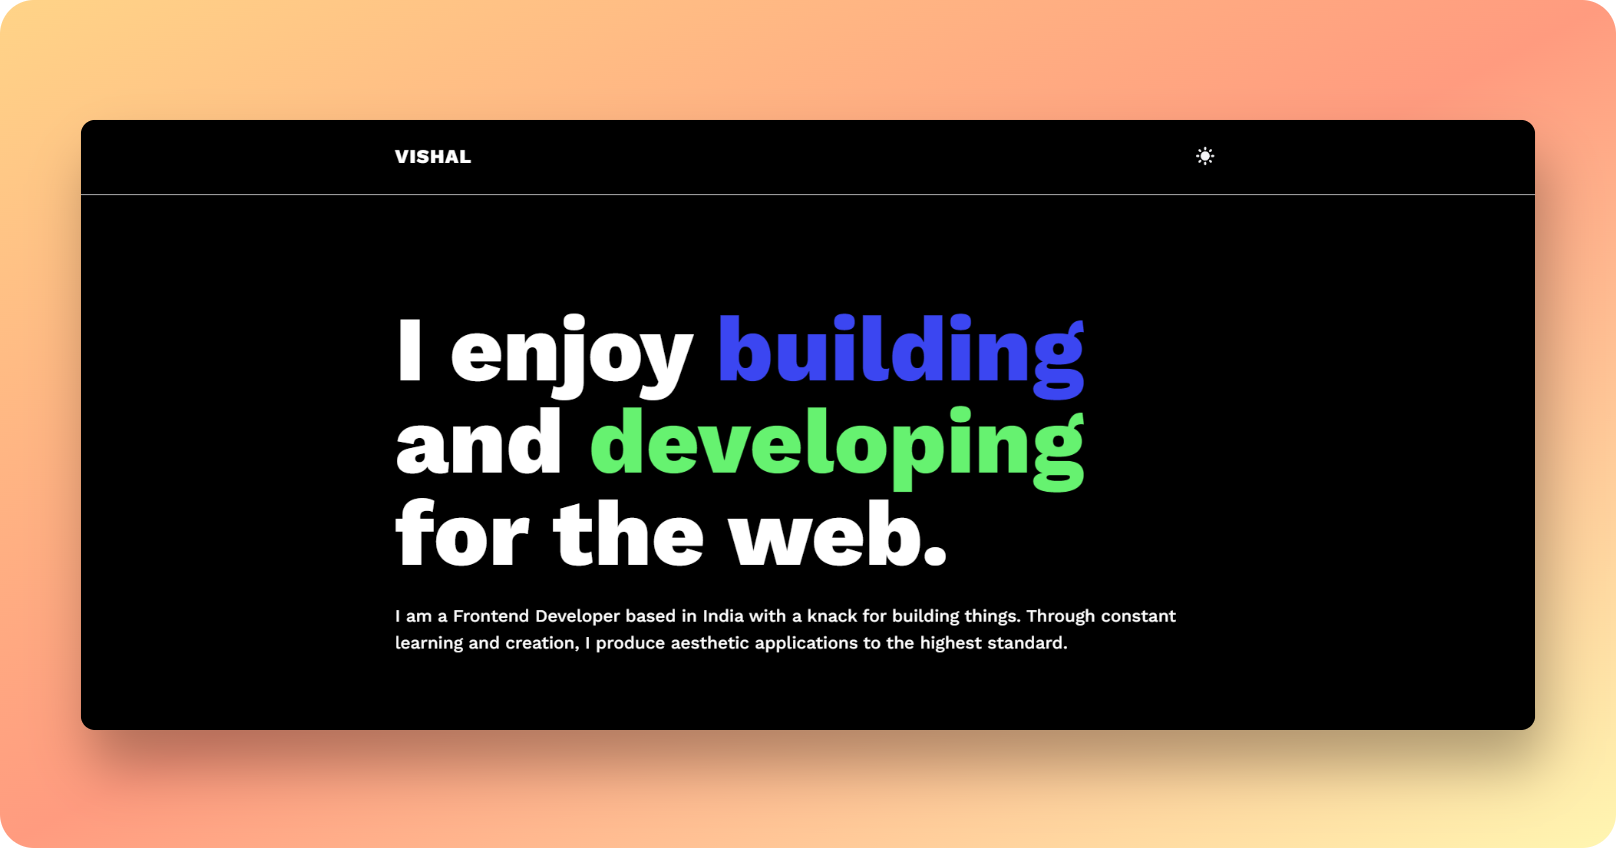 VISHAL
I enjoy building
and developing
for the web.
I am a Frontend Developer based in India with a knack for building things. Through constant
learning and creation, I produce aesthetic applications to the highest standard.